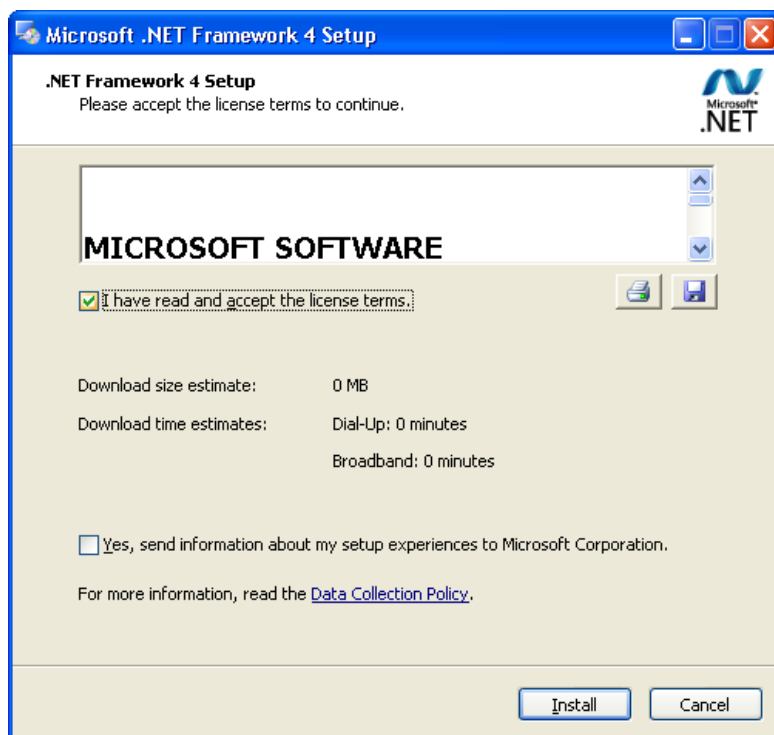 Microsoft .NET Framework 4 Setup
.NET Framework 4 Setup
Please accept the license terms to continue.
Microsoft®
.NET
MICROSOFT SOFTWARE
I have read and accept the license terms.
Download size estimate: 0 MB
Download time estimates: Dial-Up: 0 minutes
Broadband: 0 minutes
Yes, send information about my setup experiences to Microsoft Corporation.
For more information, read the Data Collection Policy.
Install Cancel